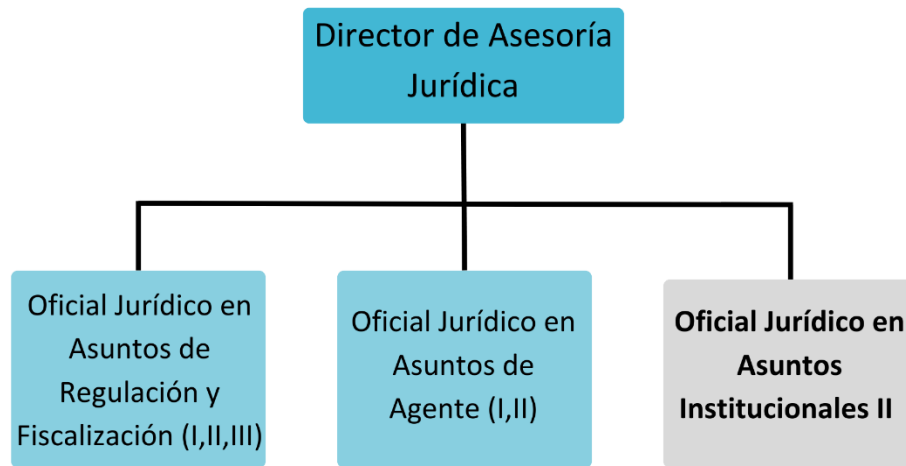 Director de Asesoría
Jurídica
Oficial Jurídico en
Asuntos de
Regulación y
Fiscalización (I,II,III)
Oficial Jurídico en
Asuntos de
Agente (I,II)
Oficial Jurídico en
Asuntos
Institucionales II